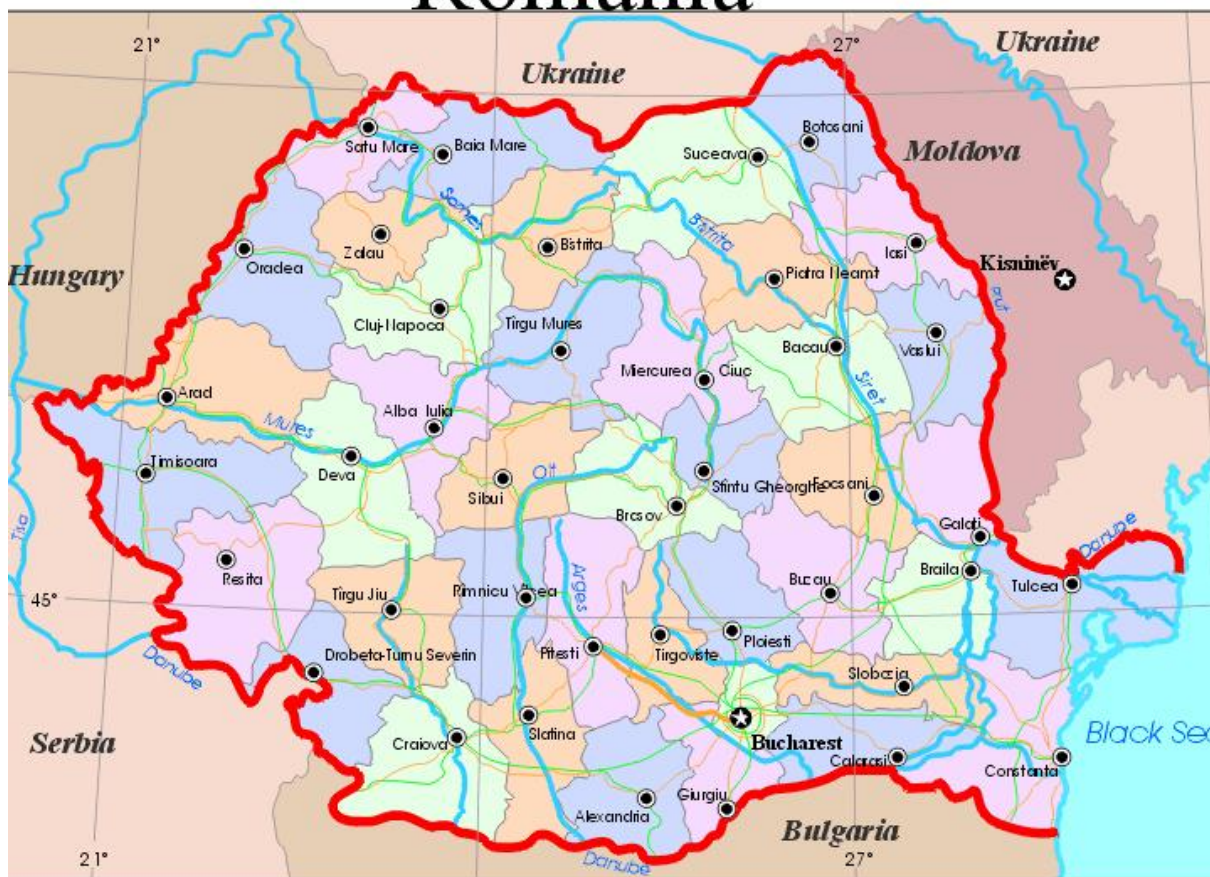 Romania
21°
27°
Ukraine
Ukraine
Satu Mare
Baia Mare
Botosani
Suceava
Moldova
Somes
Bistrita
Zalau
Bistrita
Iasi
Oradea
Piatra Neamt
Kisninëv
Hungary
Prut
Cluj-Napoca
Tîrgu Mures
Bacau
Vaslui
Miercurea Ciuc
Siret
Arad
Alba Iulia
Mures
Timisoara
Deva
Olt
Sibui
Sfintu Gheorghe
Focsani
Brcsov
Tisa
Galati
Danube
Resita
Arges
Buzau
Braila
Tulcea
45°
Tîrgu Jiu
Rimnicu Vilcea
Ploiesti
Pitesti
Tirgoviste
Danube
Drobeta-Turnu Severin
Slobozia
Serbia
Craiova
Slatina
Bucharest
Calarasi
Constanta
Black Sea
Alexandria
Giurgiu
Bulgaria
21°
27°
Danube